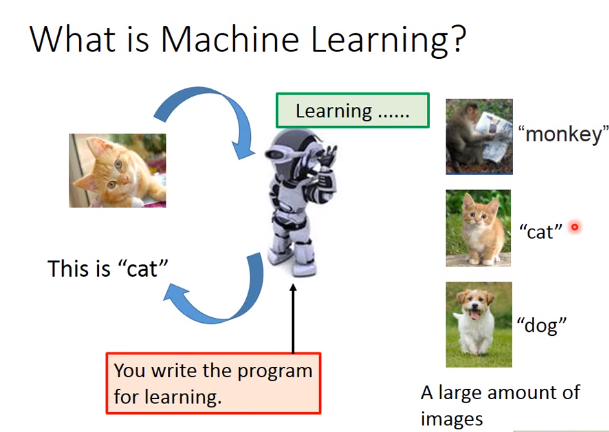 What is Machine Learning?
Learning ......
"monkey"
"cat"
This is "cat"
"dog"
You write the program
for learning.
A large amount of
images